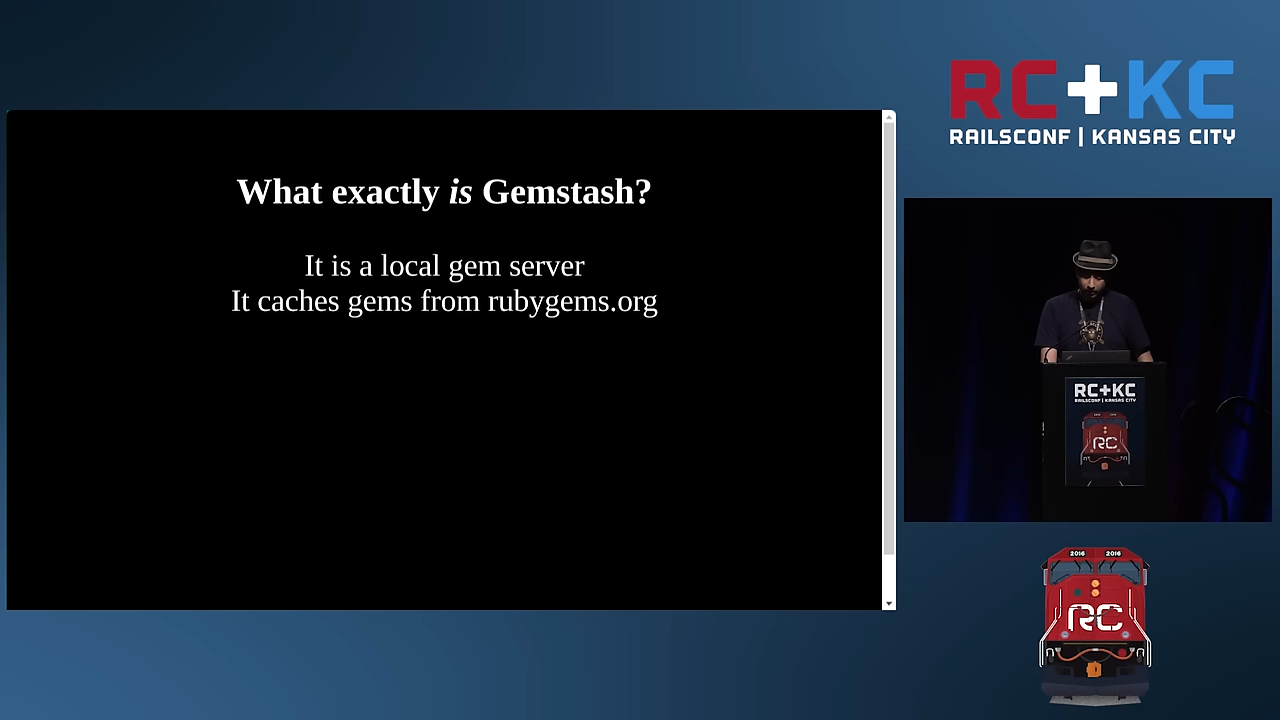 RC+KC
RAILSCONF | KANSAS CITY
What exactly is Gemstash?
It is a local gem server
It caches gems from rubygems.org
RC+KC
RAILSCONF | KANSAS CITY
RC
2016 2016
RC